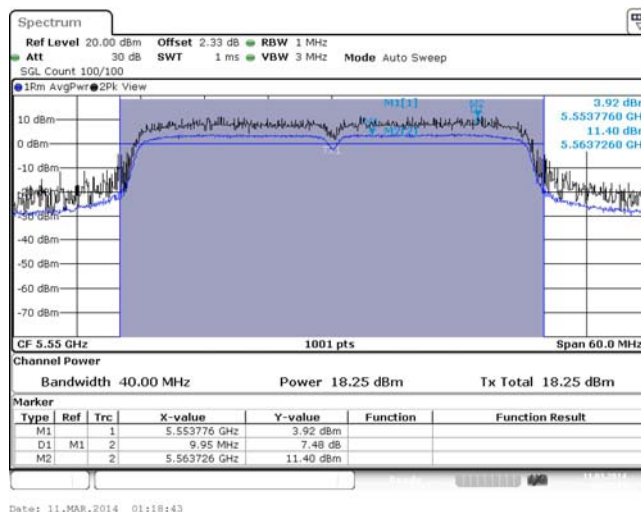 Spectrum
Ref Level 20.00 dBm Offset 2.33 dB RBW 1 MHz
Att 30 dB SWT 1 ms VBW 3 MHz Mode Auto Sweep
SGL Count 100/100
1Rm AvgPwr 2Pk View
M1[1] 3.92 dBm
5.5537760 GH
10 dBm
11.40 dBm
0 dBm
5.5637260 GH
-10 dBm
-40 dBm
-50 dBm
-60 dBm
-70 dBm
CF 5.55 GHz 1001 pts Span 60.0 MHz
Channel Power
Bandwidth 40.00 MHz Power 18.25 dBm Tx Total 18.25 dBm
Marker
Type Ref Trc X-value Y-value Function Function Result
M1 1 5.553776 GHz 3.92 dBm
D1 M1 2 9.95 MHz 7.48 dB
M2 2 5.563726 GHz 11.40 dBm
Date: 11.MAR.2014 01:18:43